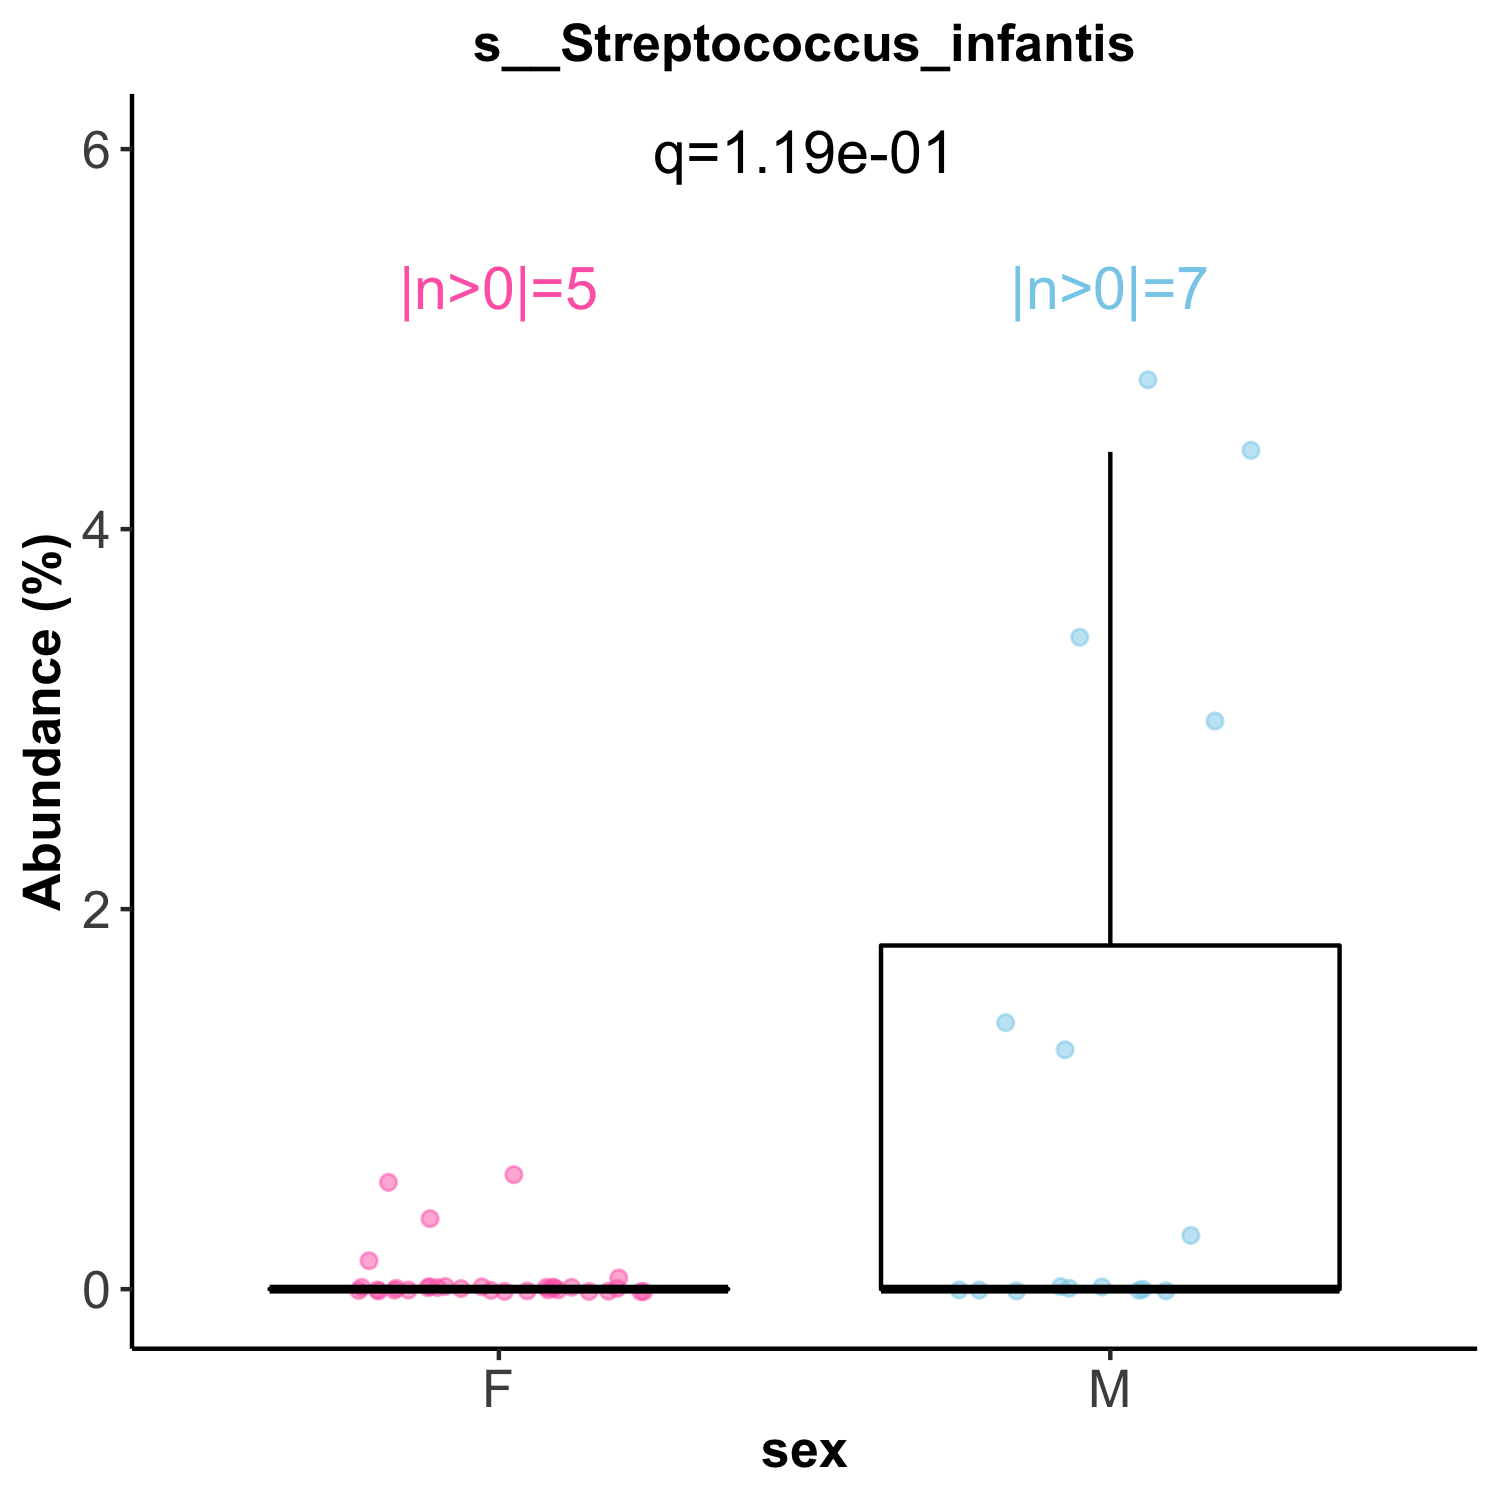 s__Streptococcus_infantis
q=1.19e-01
|n>0|=5
|n>0|=7
6
4
2
0
Abundance (%)
F
M
sex